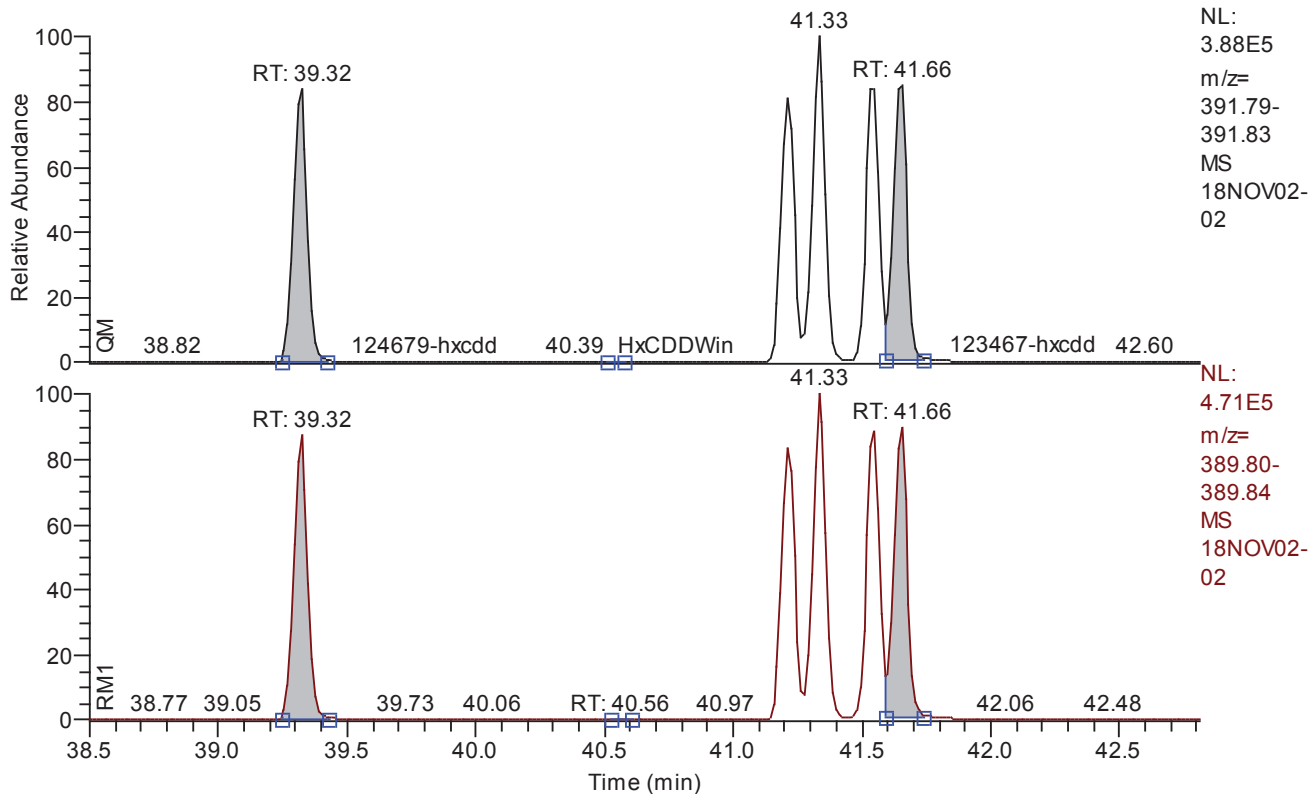 NL:
3.88E5
m/z=
391.79-
391.83
MS
18NOV02-
02
41.33
100
RT: 39.32
RT: 41.66
80
60
40
20
0
Relative Abundance
QM
38.82
124679-hxcdd
40.39
HxCDDWin
123467-hxcdd
42.60
NL:
4.71E5
m/z=
389.80-
389.84
MS
18NOV02-
02
41.33
100
RT: 39.32
RT: 41.66
80
60
40
20
0
RM1
38.77
39.05
39.73
40.06
RT: 40.56
40.97
42.06
42.48
38.5 39.0 39.5 40.0 40.5 41.0 41.5 42.0 42.5
Time (min)